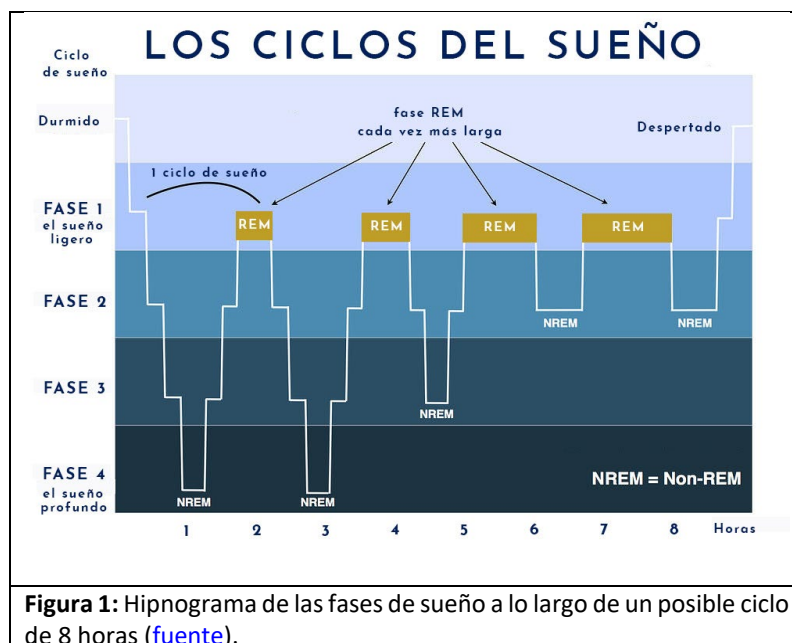 LOS CICLOS DEL SUEÑO
Ciclo
de sueño
Durmido
fase REM
cada vez más larga
Despertado
1 ciclo de sueño
FASE 1
el sueño
ligero
REM
REM
REM
REM
FASE 2
NREM
NREM
FASE 3
NREM
FASE 4
el sueño
profundo
NREM
NREM
NREM = Non-REM
1 2 3 4 5 6 7 8 Horas
Figura 1: Hipnograma de las fases de sueño a lo largo de un posible ciclo
de 8 horas (fuente).